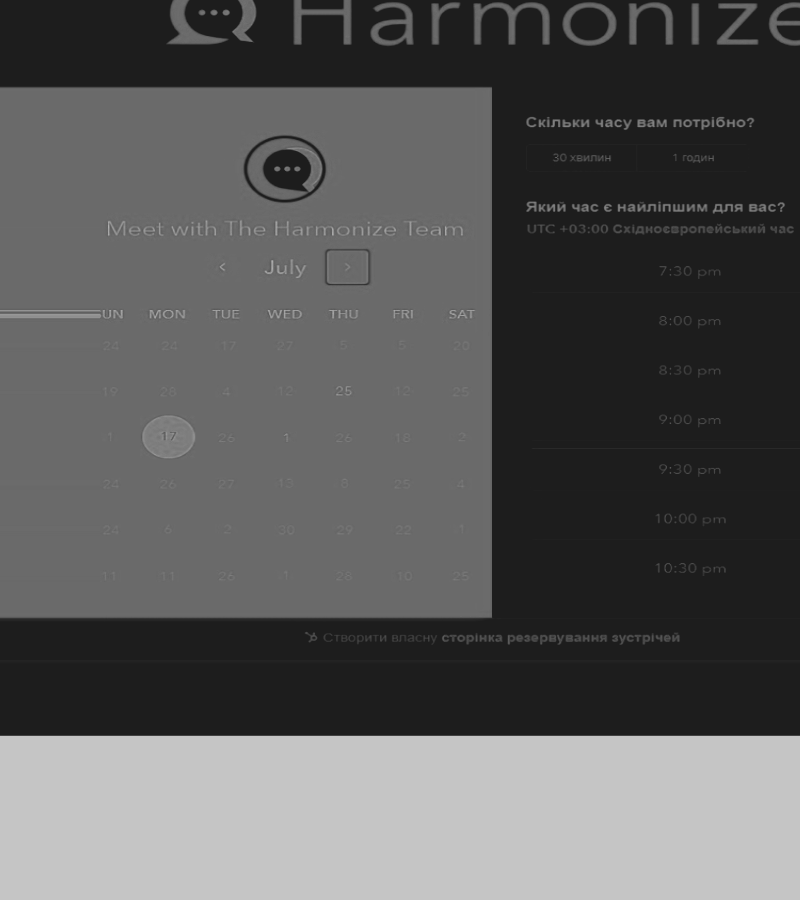 Harmonize
Meet with The Harmonize Team
July
UN MON TUE WED THU FRI SAT
24 24 17 27 5 5 20
19 28 4 12 25 12 25
1 17 26 1 26 18 2
24 26 27 13 8 25 4
24 6 2 30 29 22 1
11 11 26 1 28 10 25
Скільки часу вам потрібно?
30 хвилин 1 годин
Який час є найліпшим для вас?
UTC +03:00 Східноєвропейський час
7:30 pm
8:00 pm
8:30 pm
9:00 pm
9:30 pm
10:00 pm
10:30 pm
Створити власну сторінка резервування зустрічей